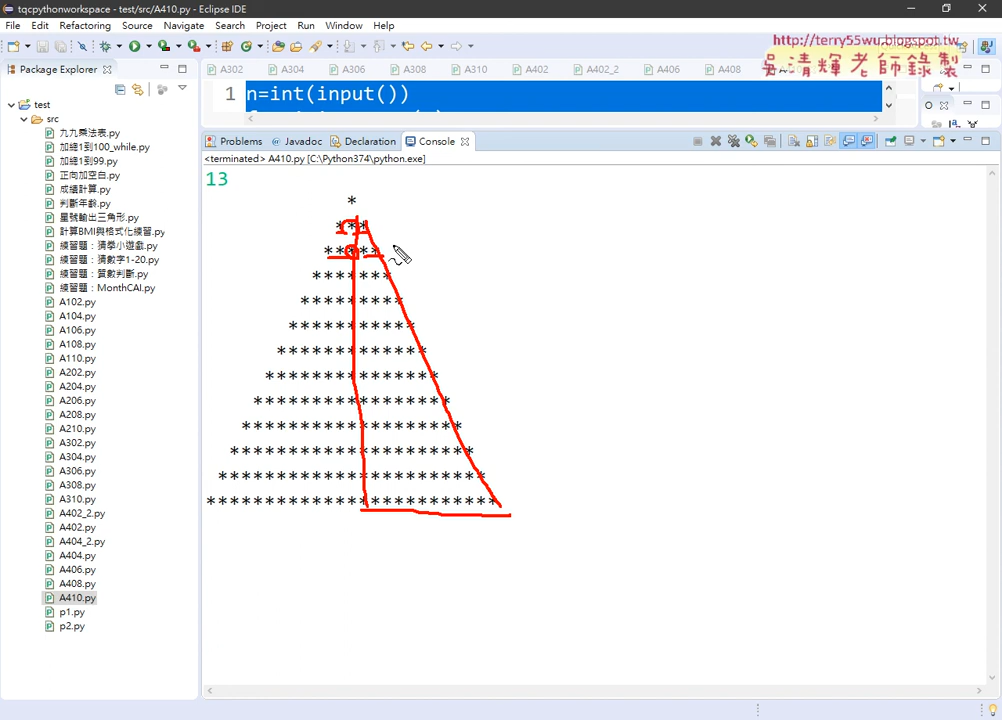 tqcpythonworkspace - test/src/A410.py - Eclipse IDE
File Edit Refactoring Source Navigate Search Project Run Window Help
http://terry55wu.blogspot.tw
吳清輝老師錄製
Package Explorer
A302 A304 A306 A308 A310 A402 A402_2 A406 A408
test
src
九九乘法表.py
加總1到100_while.py
加總1到99.py
正向加空白.py
成績計算.py
判斷年齡.py
星號輸出三角形.py
計算BMI與格式化練習.py
練習題：猜拳小遊戲.py
練習題：猜數字1-20.py
練習題：質數判斷.py
練習題：MonthCAI.py
A102.py
A104.py
A106.py
A108.py
A110.py
A202.py
A204.py
A206.py
A208.py
A210.py
A302.py
A304.py
A306.py
A308.py
A310.py
A402_2.py
A402.py
A404_2.py
A404.py
A406.py
A408.py
A410.py
p1.py
p2.py
1 n=int(input())
Problems @ Javadoc Declaration Console
<terminated> A410.py [C:\Python374\python.exe]
13
*
***
*****
*******
*********
***********
*************
***************
*****************
*******************
*********************
***********************
*************************